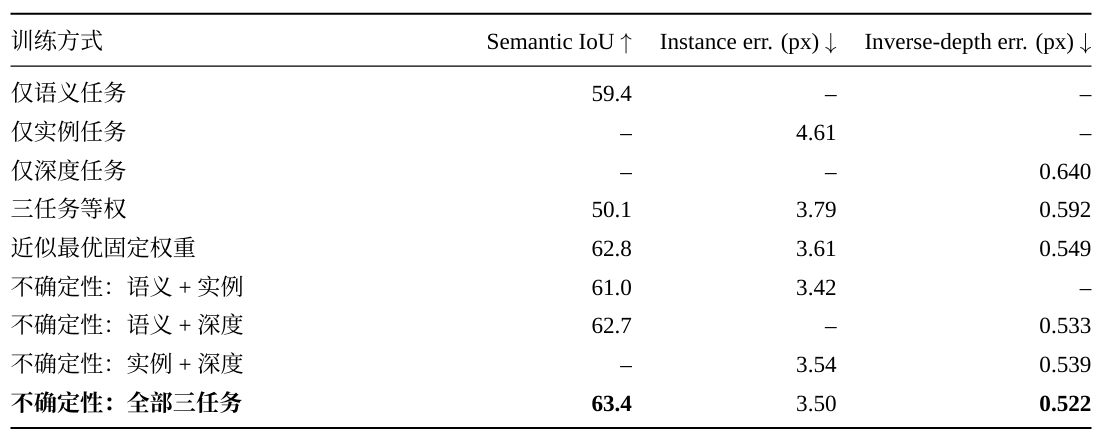 训练方式 Semantic IoU ↑ Instance err. (px) ↓ Inverse-depth err. (px) ↓
仅语义任务 59.4 – –
仅实例任务 – 4.61 –
仅深度任务 – – 0.640
三任务等权 50.1 3.79 0.592
近似最优固定权重 62.8 3.61 0.549
不确定性：语义 + 实例 61.0 3.42 –
不确定性：语义 + 深度 62.7 – 0.533
不确定性：实例 + 深度 – 3.54 0.539
不确定性：全部三任务 63.4 3.50 0.522